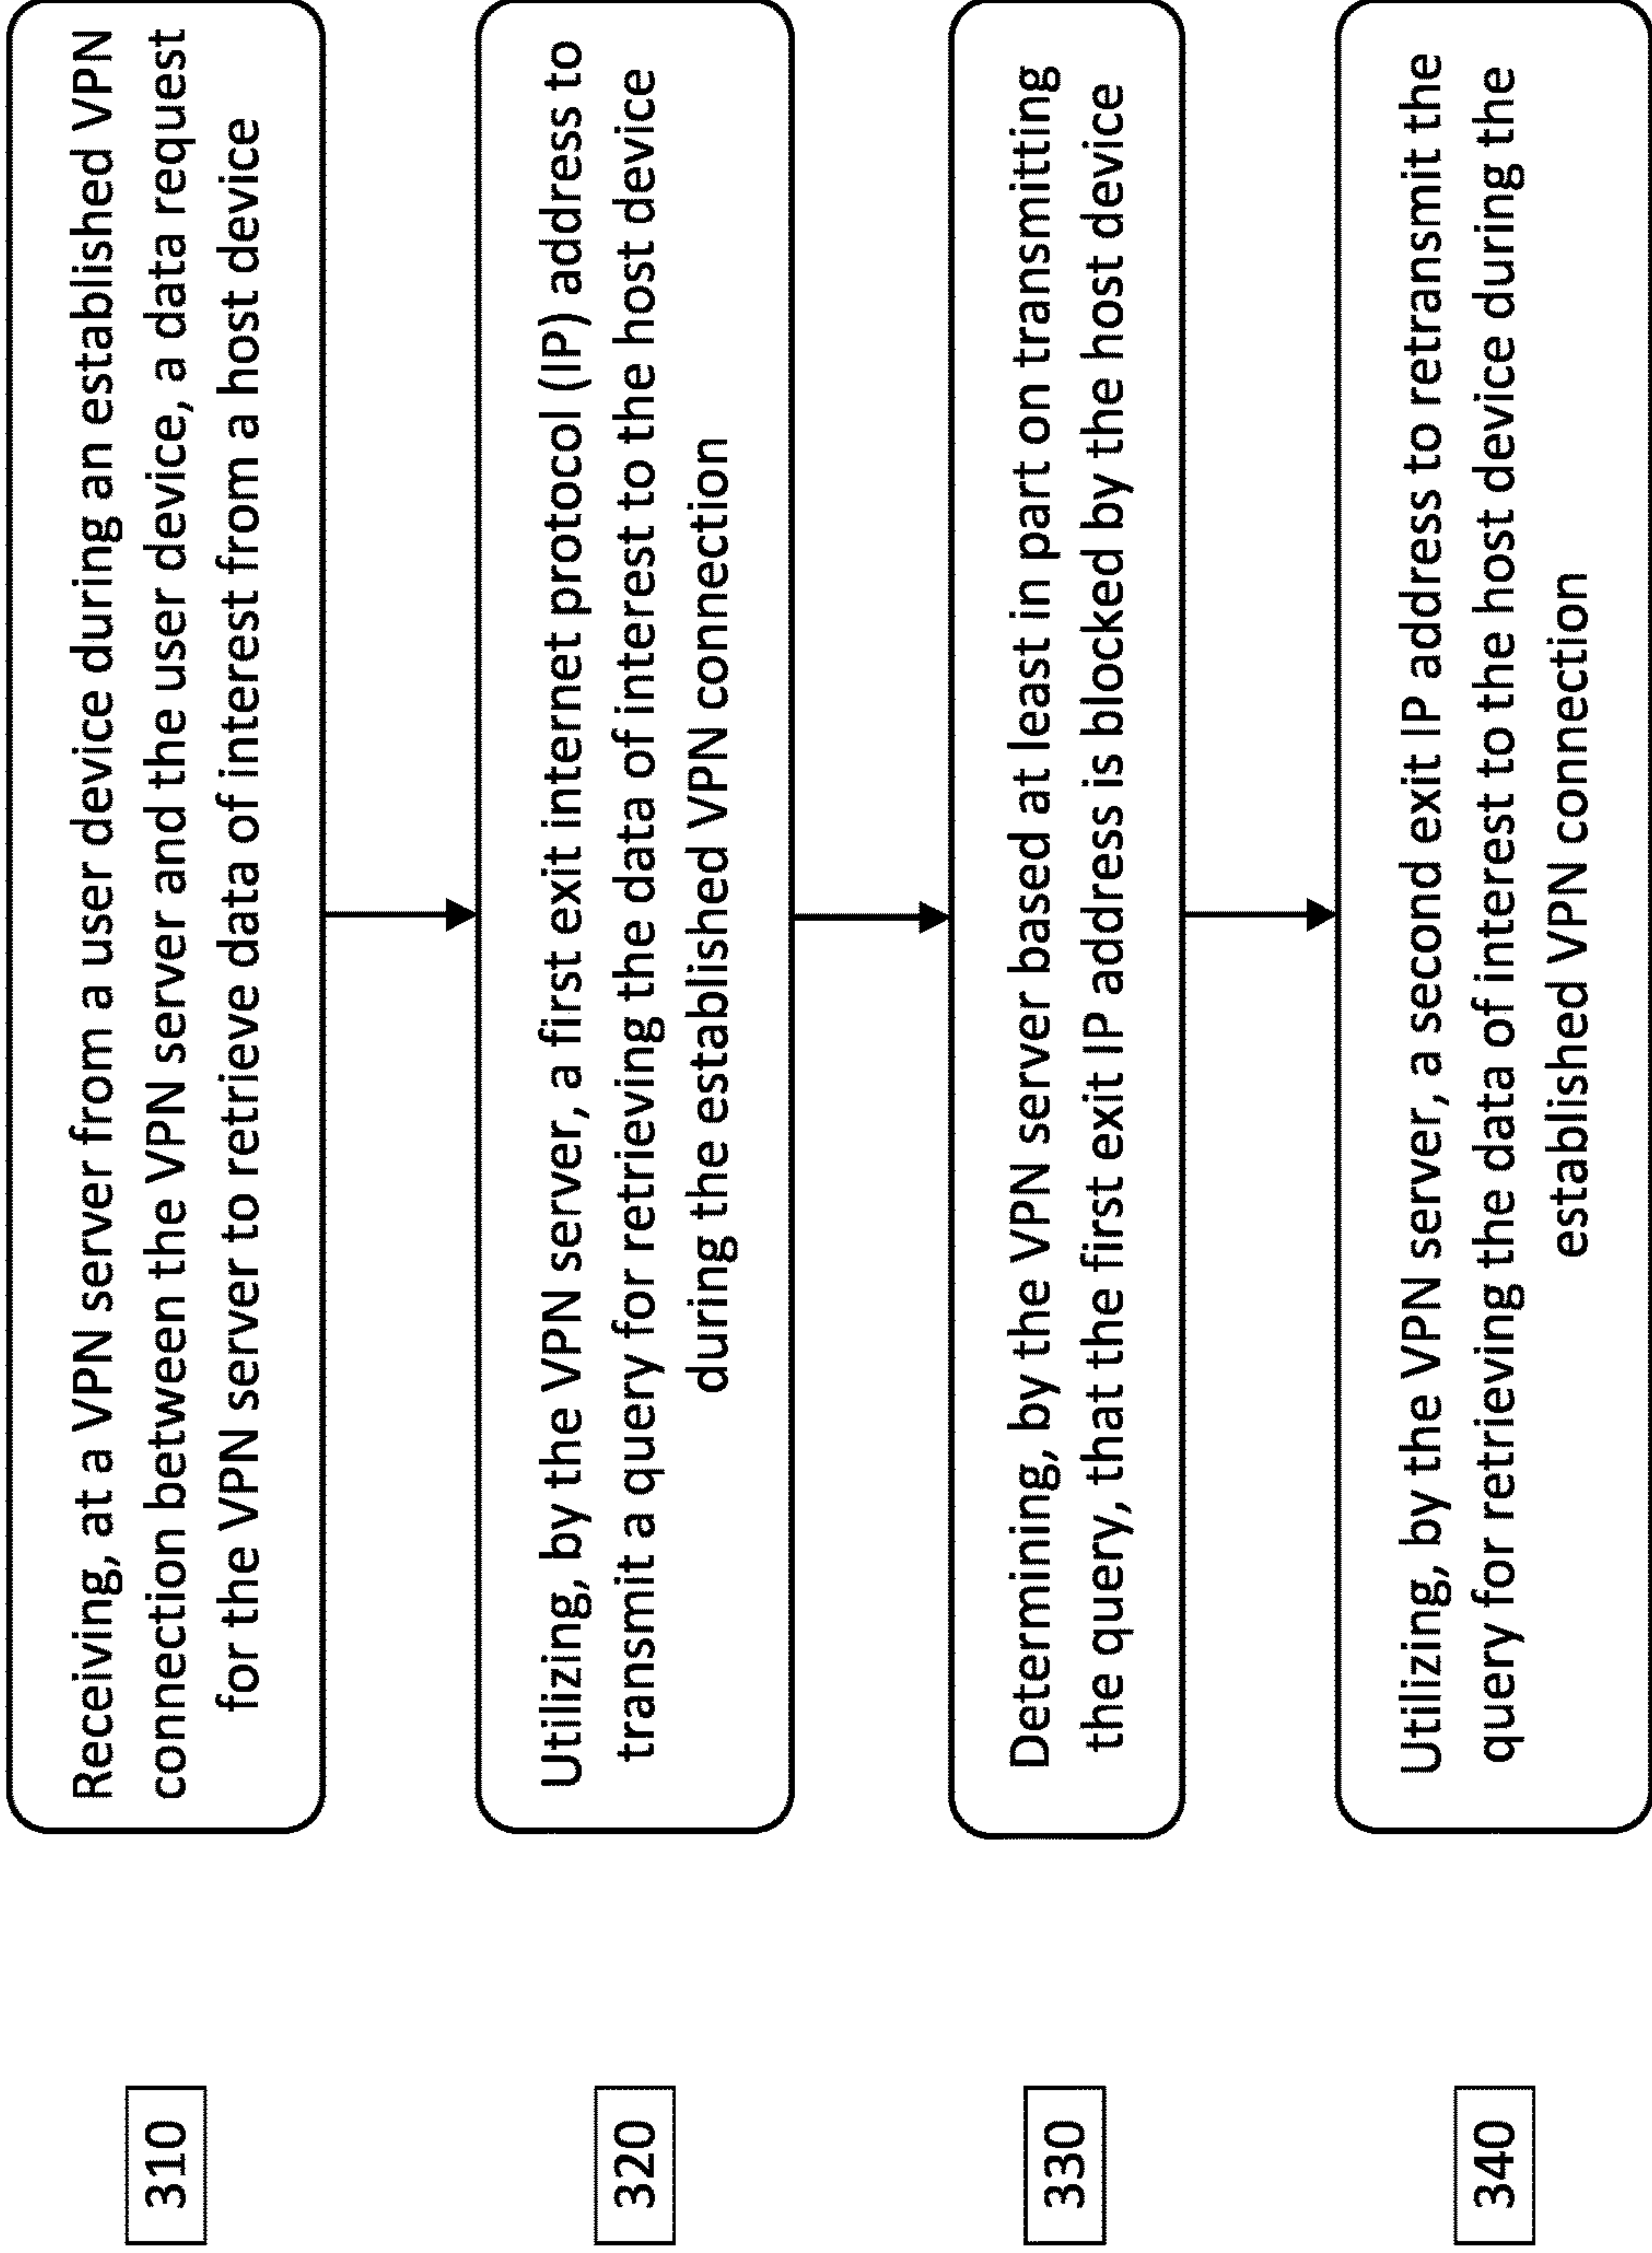 310
Receiving, at a VPN server from a user device during an established VPN
connection between the VPN server and the user device, a data request
for the VPN server to retrieve data of interest from a host device
320
Utilizing, by the VPN server, a first exit internet protocol (IP) address to
transmit a query for retrieving the data of interest to the host device
during the established VPN connection
330
Determining, by the VPN server based at least in part on transmitting
the query, that the first exit IP address is blocked by the host device
340
Utilizing, by the VPN server, a second exit IP address to retransmit the
query for retrieving the data of interest to the host device during the
established VPN connection